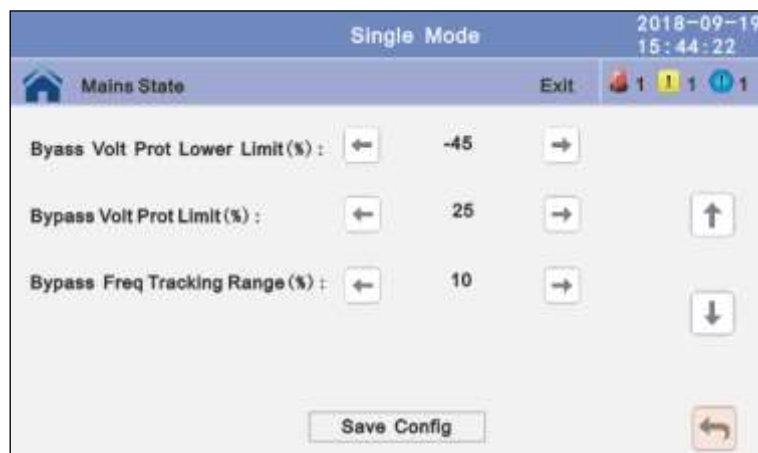 Single Mode
2018-09-19
15:44:22
Mains State Exit 1 1 1
Byass Volt Prot Lower Limit(%) : -45
Bypass Volt Prot Limit(%) : 25
Bypass Freq Tracking Range(%) : 10
Save Config